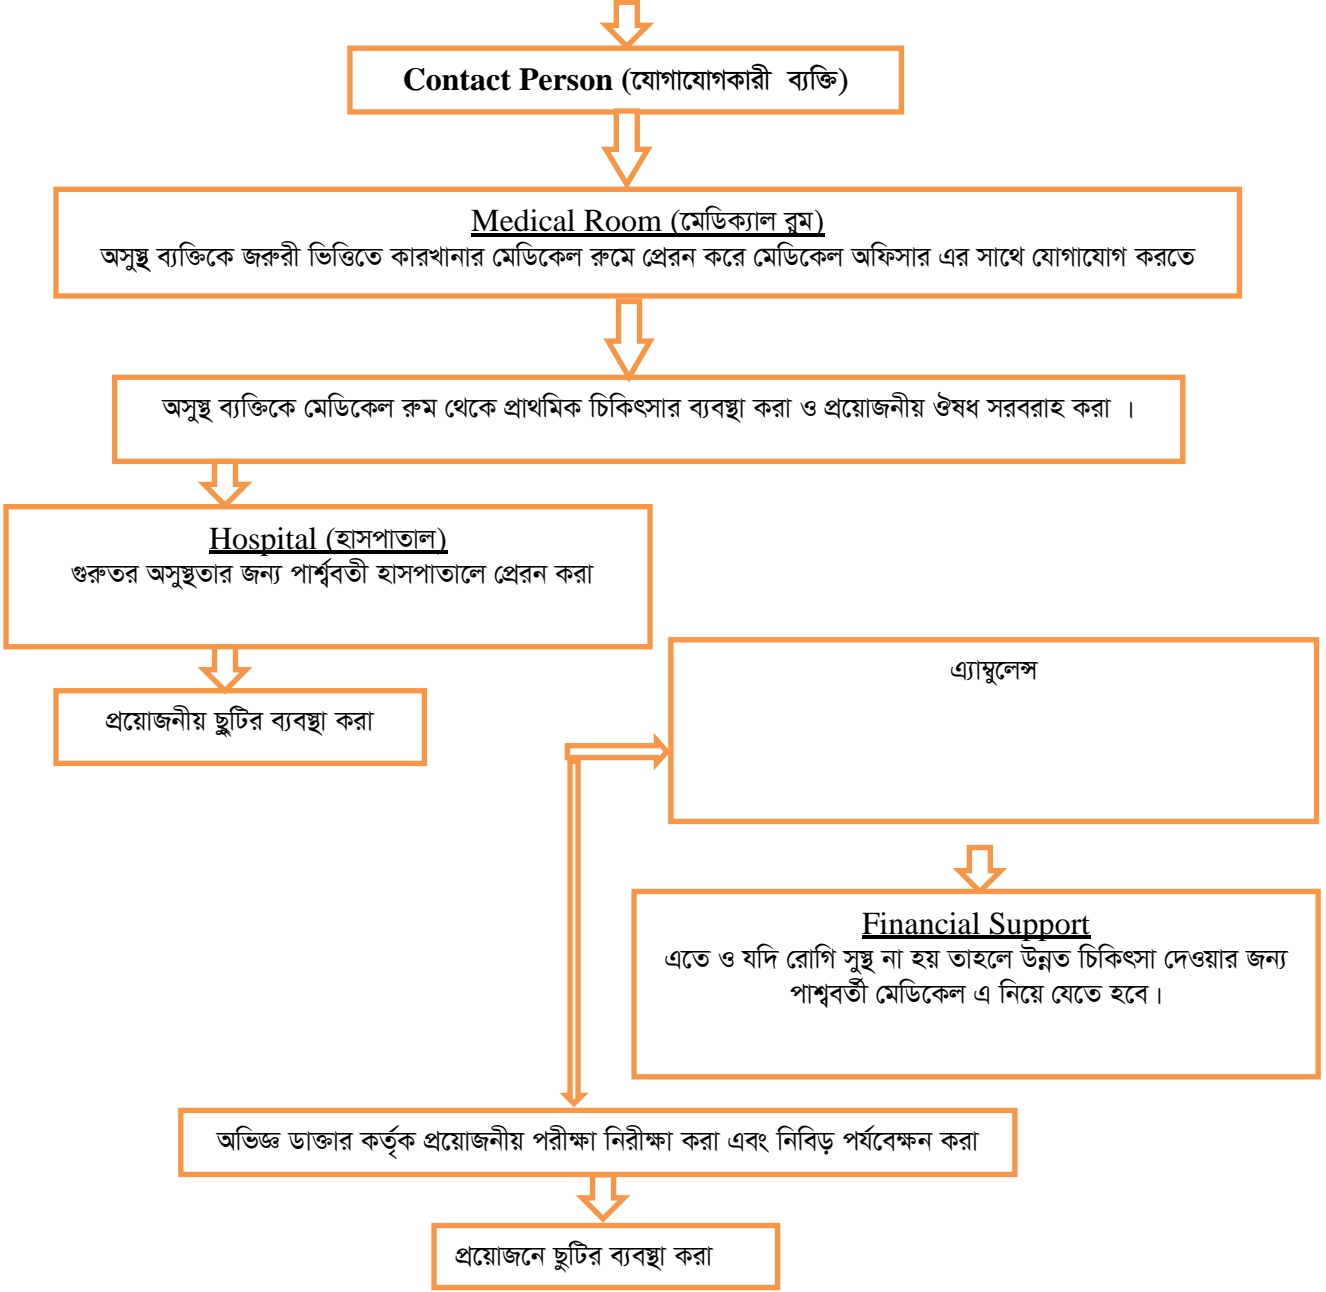 Contact Person (যোগাযোগকারী ব্যক্তি)
Medical Room (মেডিক্যাল রুম)
অসুস্থ ব্যক্তিকে জরুরী ভিত্তিতে কারখানার মেডিকেল রুমে প্রেরন করে মেডিকেল অফিসার এর সাথে যোগাযোগ করতে
অসুস্থ ব্যক্তিকে মেডিকেল রুম থেকে প্রাথমিক চিকিৎসার ব্যবস্থা করা ও প্রয়োজনীয় ঔষধ সরবরাহ করা ।
Hospital (হাসপাতাল)
গুরুতর অসুস্থতার জন্য পার্শ্ববতী হাসপাতালে প্রেরন করা
প্রয়োজনীয় ছুটির ব্যবস্থা করা
এ্যাম্বুলেন্স
Financial Support
এতে ও যদি রোগি সুস্থ না হয় তাহলে উন্নত চিকিৎসা দেওয়ার জন্য
পাশ্ববর্তী মেডিকেল এ নিয়ে যেতে হবে।
অভিজ্ঞ ডাক্তার কর্তৃক প্রয়োজনীয় পরীক্ষা নিরীক্ষা করা এবং নিবিড় পর্যবেক্ষন করা
প্রয়োজনে ছুটির ব্যবস্থা করা